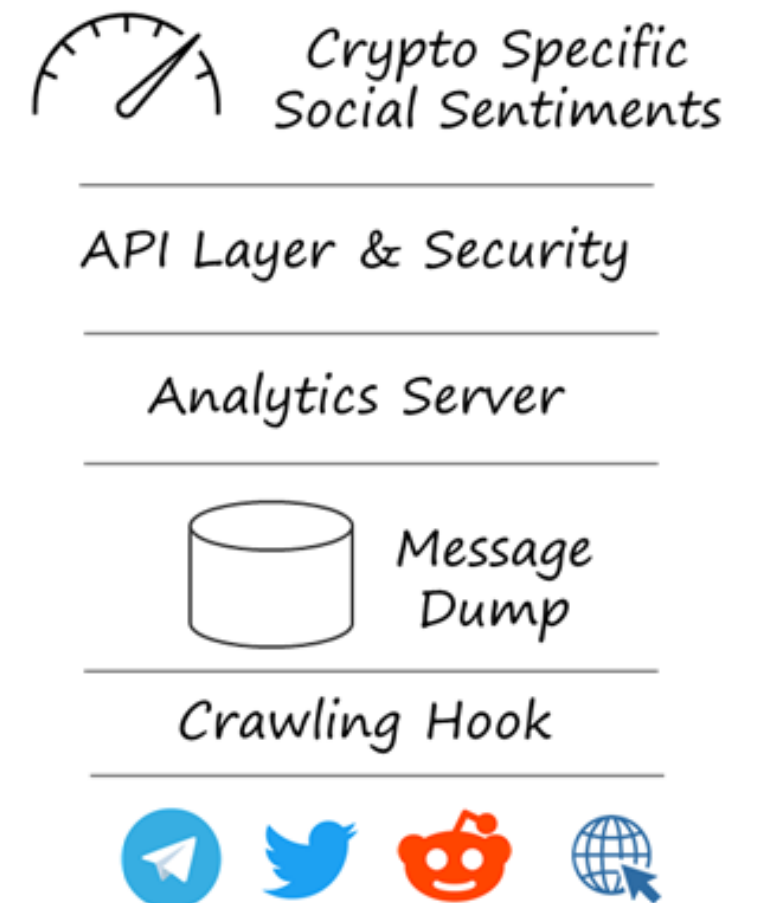 Crypto Specific
Social Sentiments
API Layer & Security
Analytics Server
Message
Dump
Crawling Hook